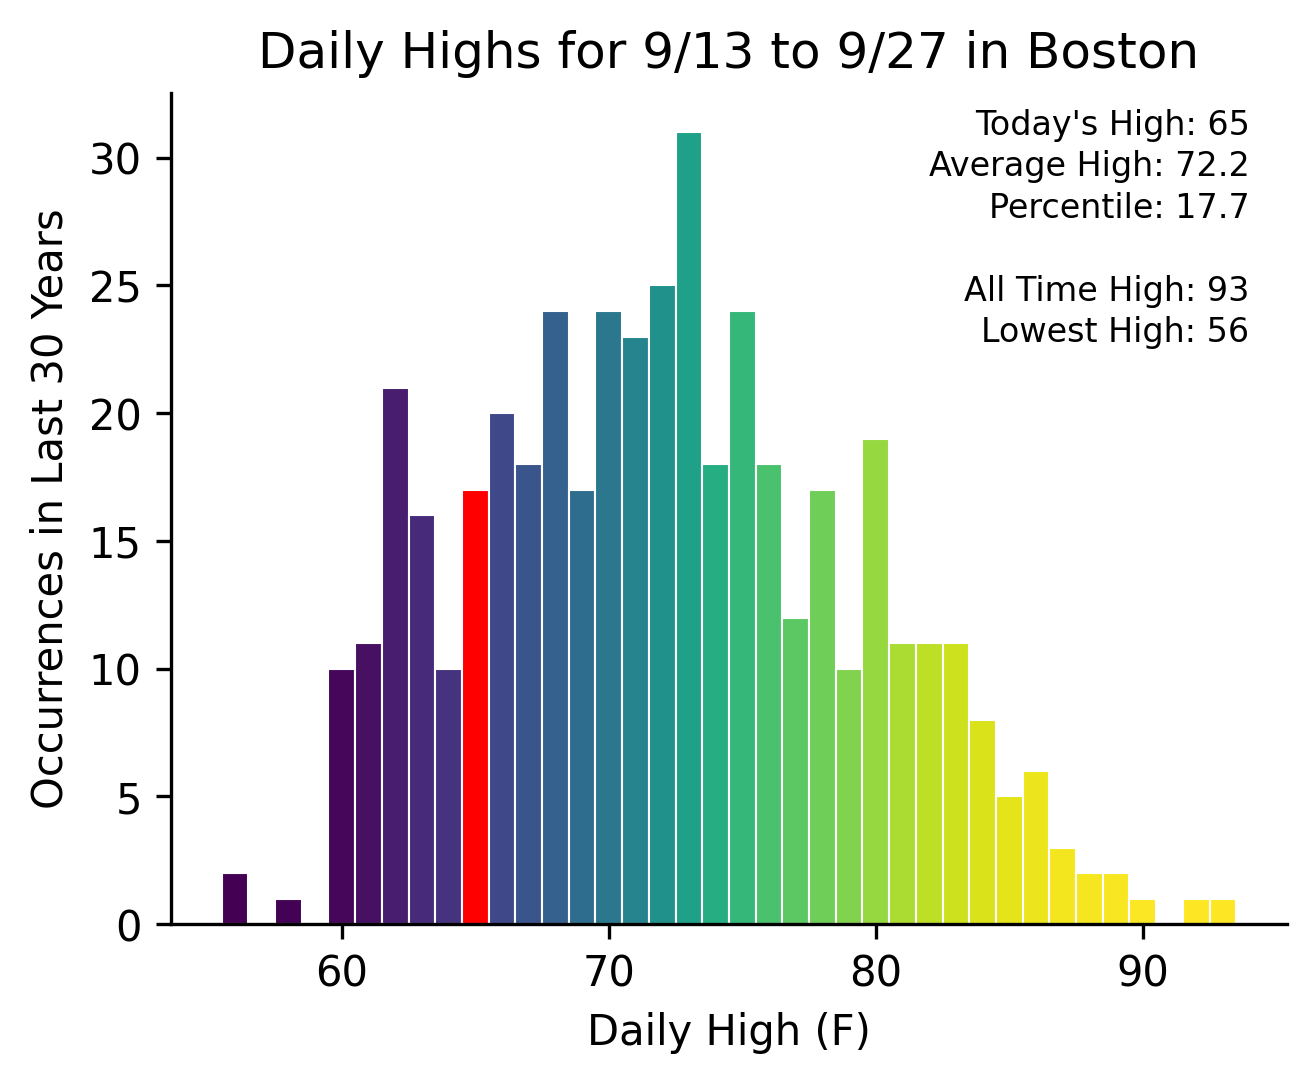 Daily Highs for 9/13 to 9/27 in Boston
Today's High: 65
Average High: 72.2
Percentile: 17.7
All Time High: 93
Lowest High: 56
Occurrences in Last 30 Years
30
25
20
15
10
5
0
60 70 80 90
Daily High (F)